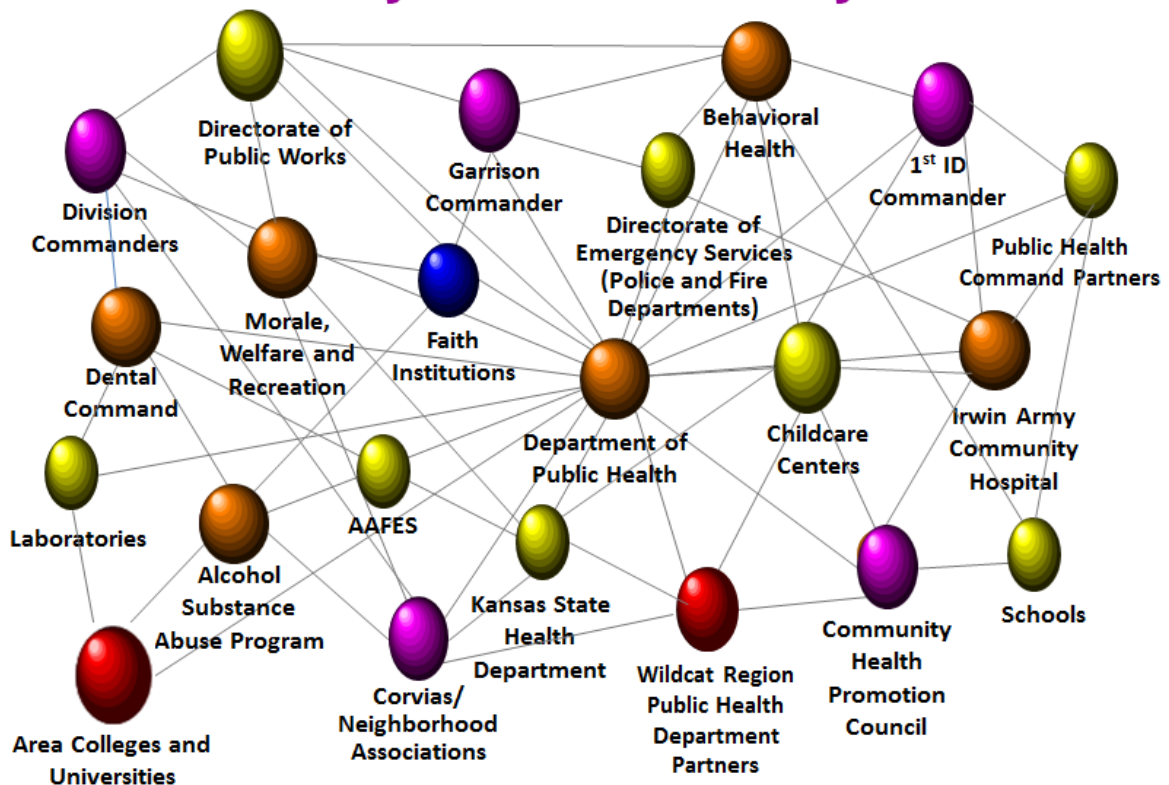 Directorate of
Public Works
Behavioral
Health
Garrison
Commander
1st ID
Commander
Division
Commanders
Directorate of
Emergency Services
(Police and Fire
Departments)
Public Health
Command Partners
Morale,
Welfare and
Recreation
Faith
Institutions
Dental
Command
Department of
Public Health
Childcare
Centers
Irwin Army
Community
Hospital
Laboratories
AAFES
Alcohol
Substance
Abuse Program
Kansas State
Health
Department
Schools
Community
Health
Promotion
Council
Wildcat Region
Public Health
Department
Partners
Corvias/
Neighborhood
Associations
Area Colleges and
Universities